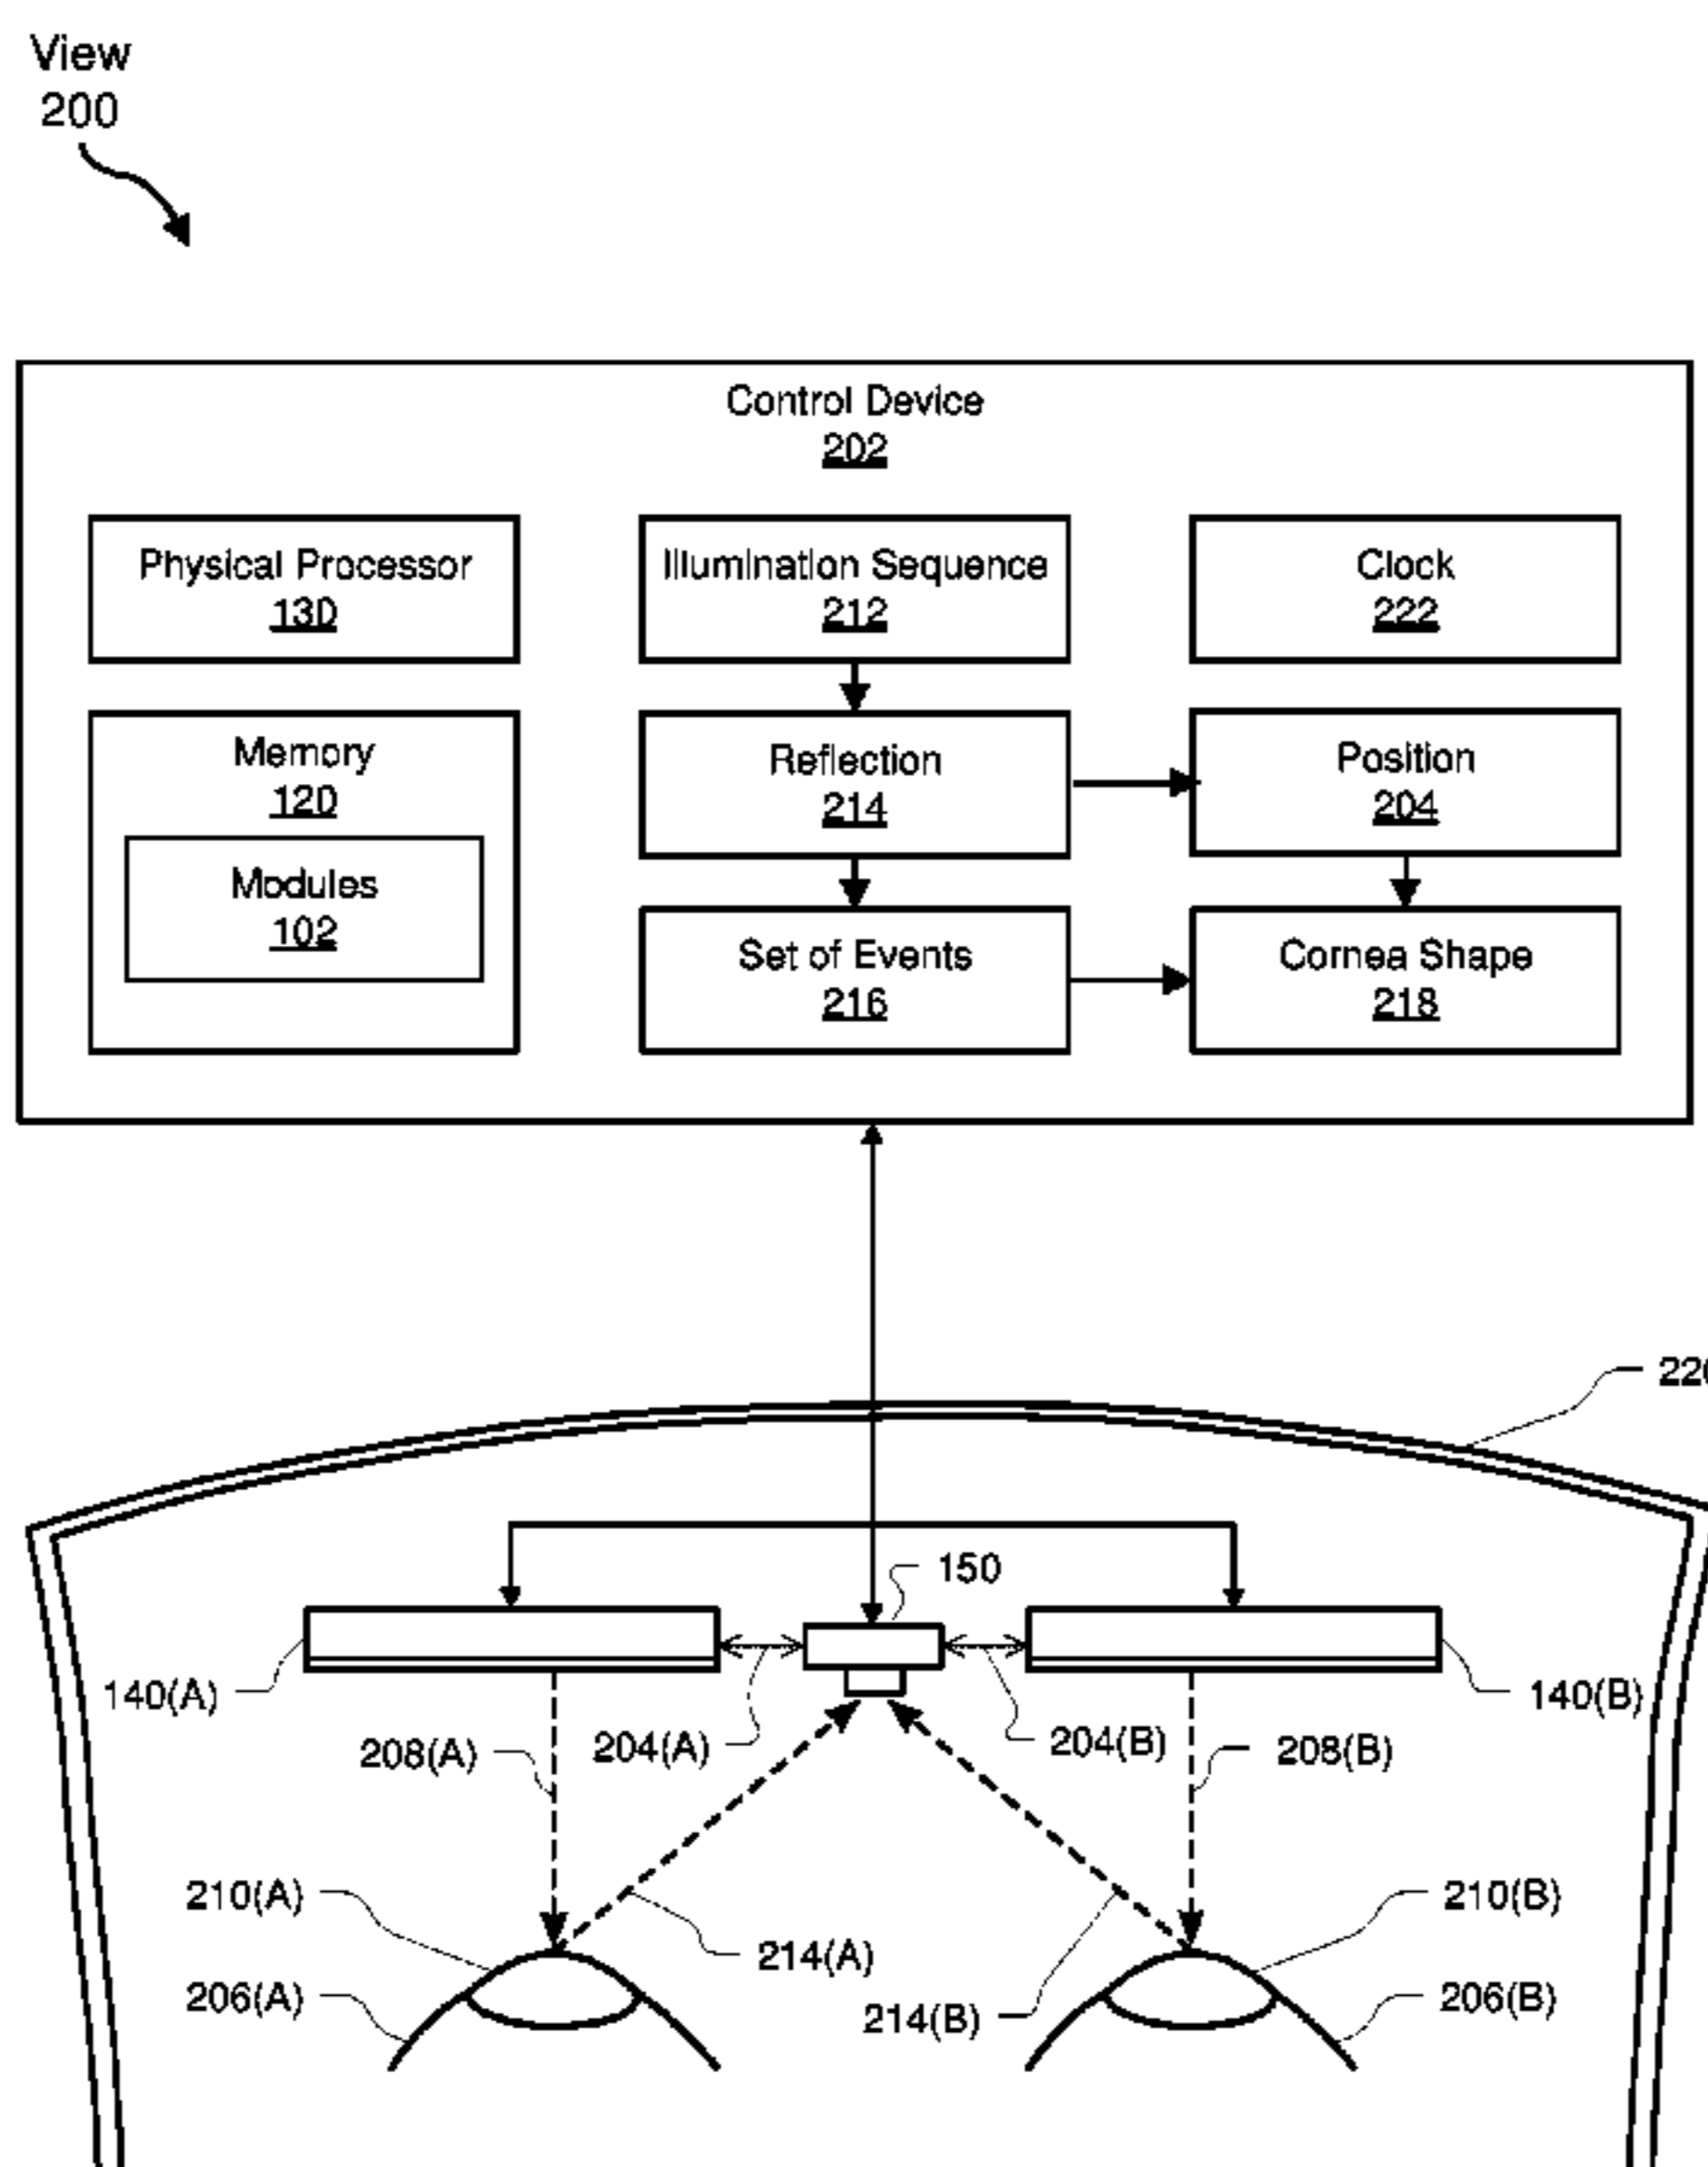 View
200
Control Device
202
Physical Processor
130
Illumination Sequence
212
Clock
222
Memory
120
Reflection
214
Position
204
Modules
102
Set of Events
216
Cornea Shape
218
150
140(A)
140(B)
208(A)
204(A)
204(B)
208(B)
210(A)
210(B)
214(A)
206(A)
214(B)
206(B)